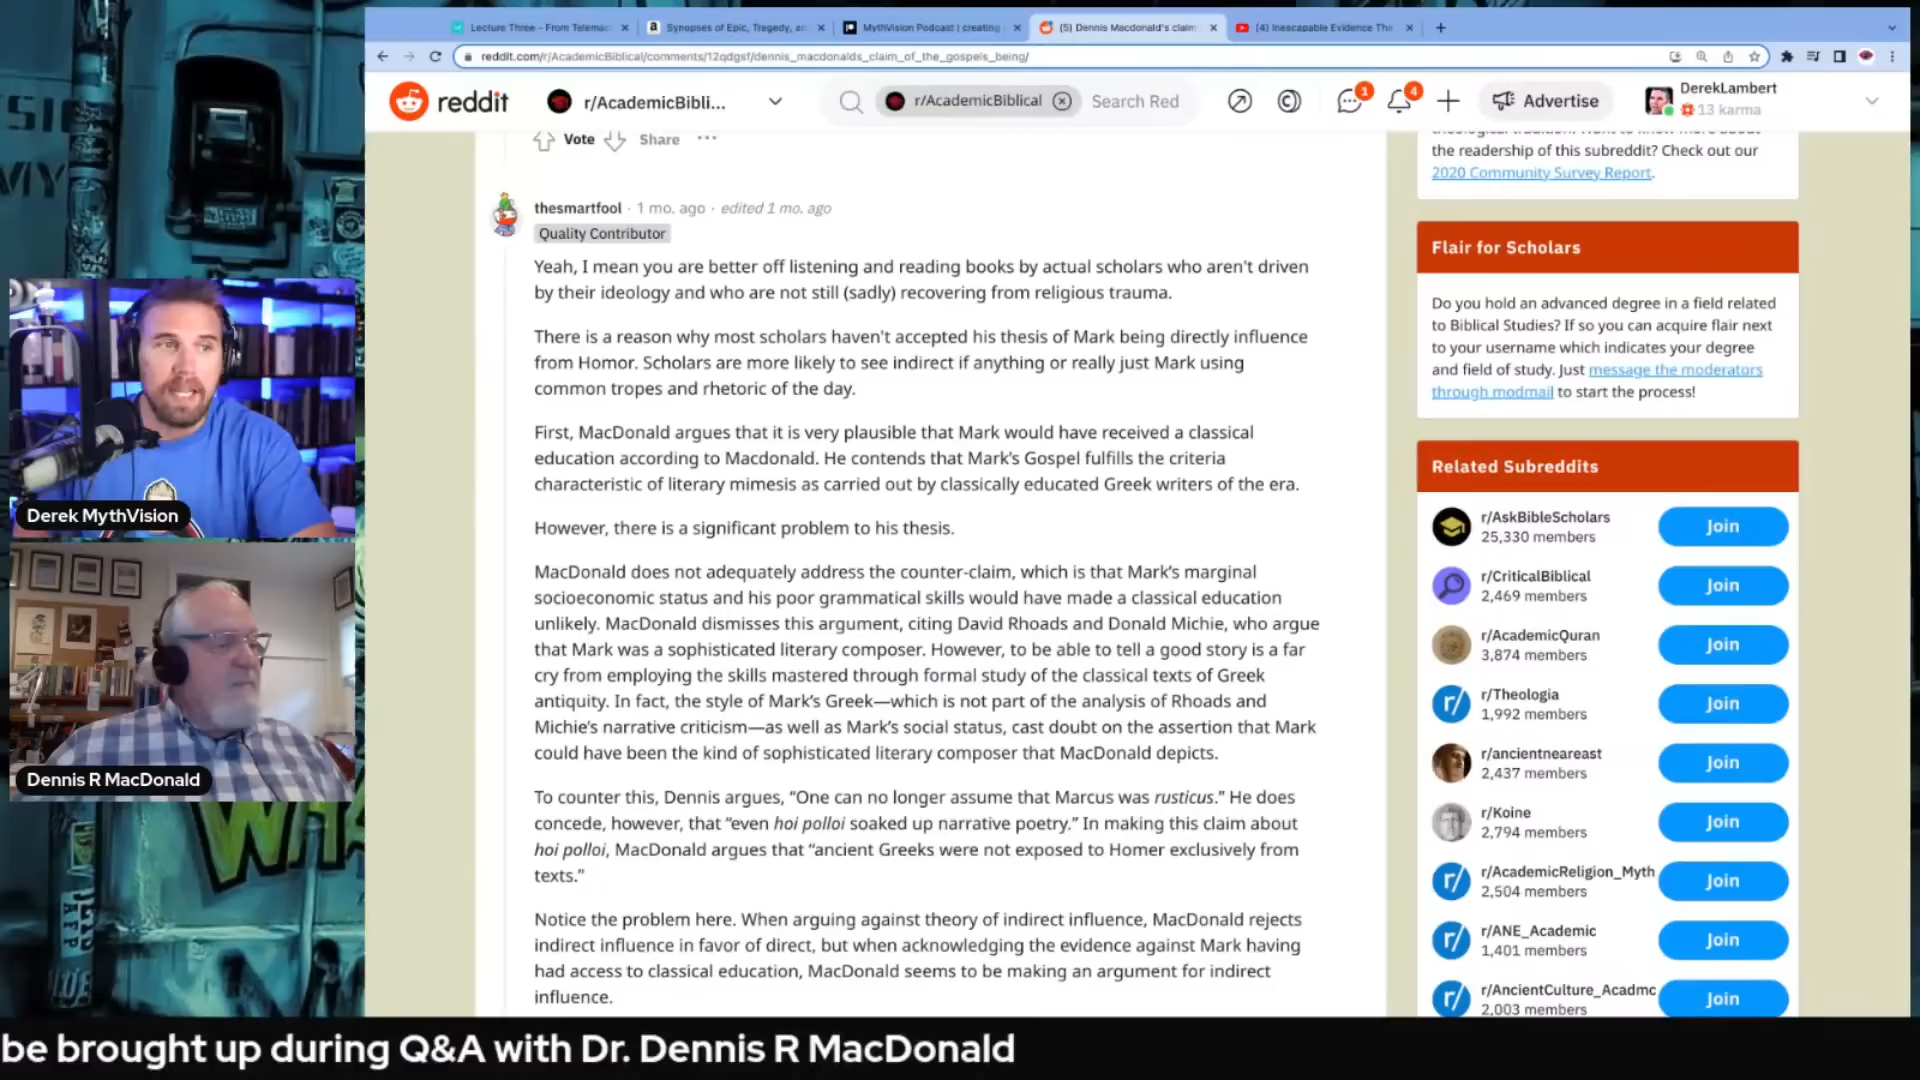 Lecture Three - From Telemac
Synopses of Epic, Tragedy, an
MythVision Podcast | creating
(5) Dennis Macdonald's claim
(4) Inescapable Evidence Tha
reddit.com/r/AcademicBiblical/comments/12qdgsf/dennis_macdonalds_claim_of_the_gospels_being/
reddit
r/AcademicBibli...
r/AcademicBiblical
Search Red
1
4
Advertise
DerekLambert
13 karma
Vote
Share
thesmartfool · 1 mo. ago · edited 1 mo. ago
Quality Contributor
Yeah, I mean you are better off listening and reading books by actual scholars who aren't driven
by their ideology and who are not still (sadly) recovering from religious trauma.
There is a reason why most scholars haven't accepted his thesis of Mark being directly influence
from Homor. Scholars are more likely to see indirect if anything or really just Mark using
common tropes and rhetoric of the day.
First, MacDonald argues that it is very plausible that Mark would have received a classical
education according to Macdonald. He contends that Mark's Gospel fulfills the criteria
characteristic of literary mimesis as carried out by classically educated Greek writers of the era.
However, there is a significant problem to his thesis.
MacDonald does not adequately address the counter-claim, which is that Mark's marginal
socioeconomic status and his poor grammatical skills would have made a classical education
unlikely. MacDonald dismisses this argument, citing David Rhoads and Donald Michie, who argue
that Mark was a sophisticated literary composer. However, to be able to tell a good story is a far
cry from employing the skills mastered through formal study of the classical texts of Greek
antiquity. In fact, the style of Mark's Greek—which is not part of the analysis of Rhoads and
Michie's narrative criticism—as well as Mark's social status, cast doubt on the assertion that Mark
could have been the kind of sophisticated literary composer that MacDonald depicts.
To counter this, Dennis argues, “One can no longer assume that Marcus was rusticus.” He does
concede, however, that “even hoi polloi soaked up narrative poetry.” In making this claim about
hoi polloi, MacDonald argues that “ancient Greeks were not exposed to Homer exclusively from
texts.”
Notice the problem here. When arguing against theory of indirect influence, MacDonald rejects
indirect influence in favor of direct, but when acknowledging the evidence against Mark having
had access to classical education, MacDonald seems to be making an argument for indirect
influence.
the readership of this subreddit? Check out our
2020 Community Survey Report.
Flair for Scholars
Do you hold an advanced degree in a field related
to Biblical Studies? If so you can acquire flair next
to your username which indicates your degree
and field of study. Just message the moderators
through modmail to start the process!
Related Subreddits
r/AskBibleScholars
25,330 members
Join
r/CriticalBiblical
2,469 members
Join
r/AcademicQuran
3,874 members
Join
r/Theologia
1,992 members
Join
r/ancientneareast
2,437 members
Join
r/Koine
2,794 members
Join
r/AcademicReligion_Myth
2,504 members
Join
r/ANE_Academic
1,401 members
Join
r/AncientCulture_Acadmc
2,003 members
Join
Derek MythVision
Dennis R MacDonald
be brought up during Q&A with Dr. Dennis R MacDonald